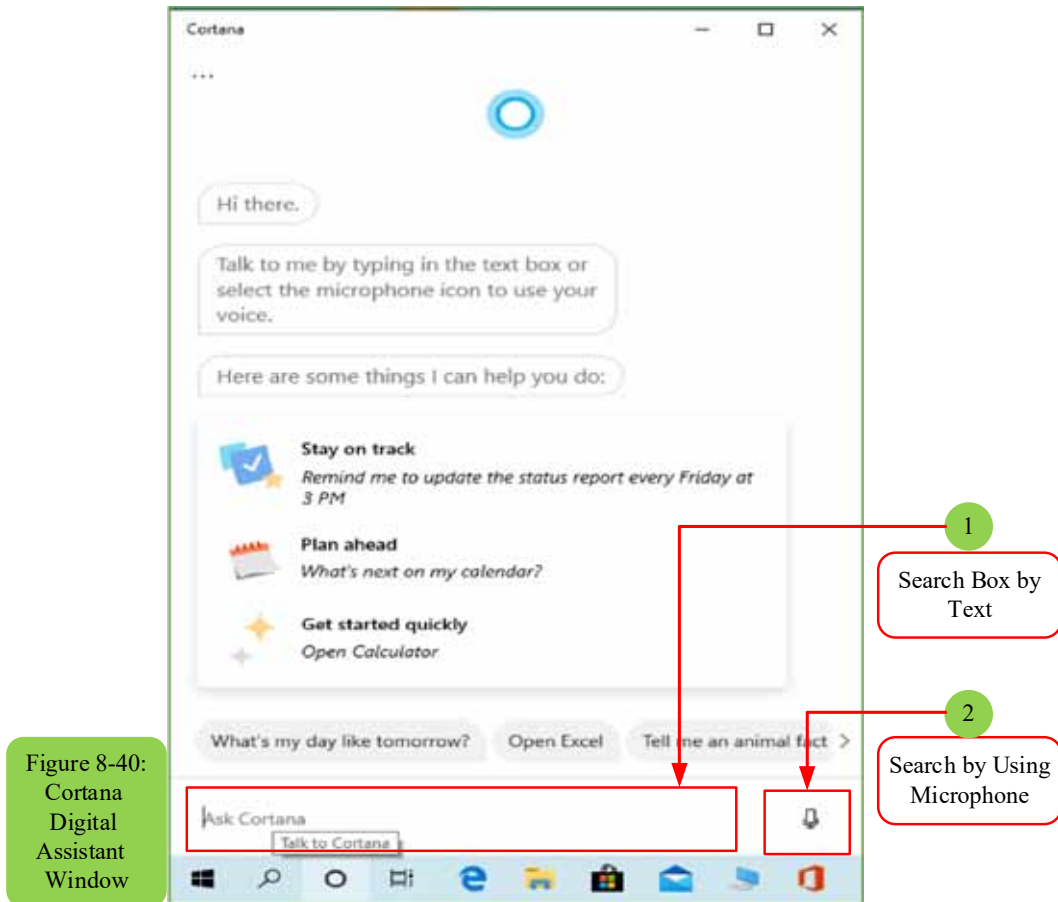 Cortana
...
Hi there.
Talk to me by typing in the text box or
select the microphone icon to use your
voice.
Here are some things I can help you do:
Stay on track
Remind me to update the status report every Friday at
3 PM
Plan ahead
What's next on my calendar?
Get started quickly
Open Calculator
What's my day like tomorrow?
Open Excel
Tell me an animal fact >
Ask Cortana
Talk to Cortana
1
Search Box by
Text
2
Search by Using
Microphone
Figure 8-40:
Cortana
Digital
Assistant
Window